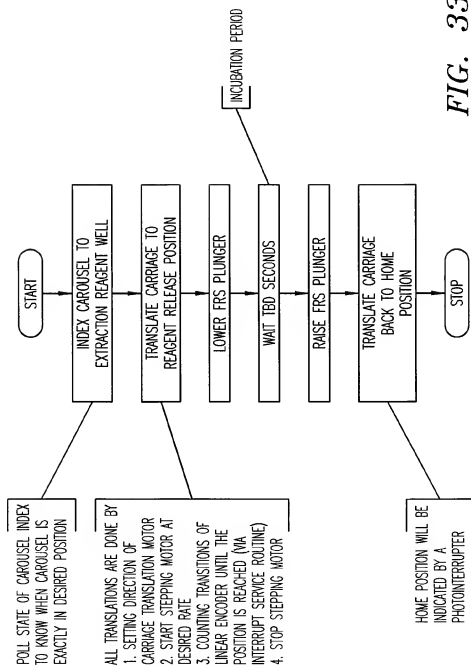 START
POLL STATE OF CAROUSEL INDEX
TO KNOW WHEN CAROUSEL IS
EXACTLY IN DESIRED POSITION
INDEX CAROUSEL TO
EXTRACTION REAGENT WELL
ALL TRANSLATIONS ARE DONE BY
1. SETTING DIRECTION OF
CARRIAGE TRANSLATION MOTOR
2. START STEPPING MOTOR AT
DESIRED RATE
3. COUNTING TRANSITIONS OF
LINEAR ENCODER UNTIL THE
POSITION IS REACHED (VIA
INTERRUPT SERVICE ROUTINE)
4. STOP STEPPING MOTOR
TRANSLATE CARRIAGE TO
REAGENT RELEASE POSITION
LOWER FRS PLUNGER
WAIT TBD SECONDS
INCUBATION PERIOD
RAISE FRS PLUNGER
HOME POSITION WILL BE
INDICATED BY A
PHOTOINTERRUPTER
TRANSLATE CARRIAGE
BACK TO HOME
POSITION
STOP
FIG.